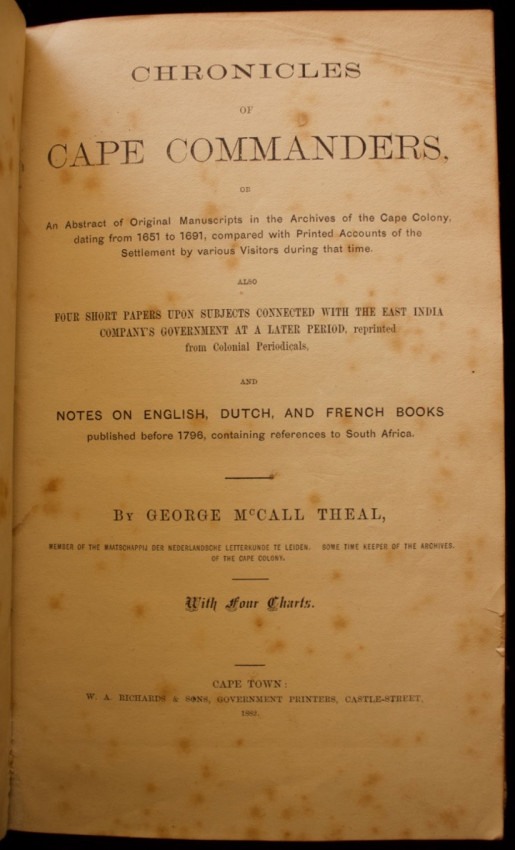 CHRONICLES
OF
CAPE COMMANDERS,
OR
An Abstract of Original Manuscripts in the Archives of the Cape Colony,
dating from 1651 to 1691, compared with Printed Accounts of the
Settlement by various Visitors during that time.
ALSO
FOUR SHORT PAPERS UPON SUBJECTS CONNECTED WITH THE EAST INDIA
COMPANY'S GOVERNMENT AT A LATER PERIOD, reprinted
from Colonial Periodicals,
AND
NOTES ON ENGLISH, DUTCH, AND FRENCH BOOKS
published before 1796, containing references to South Africa.
BY GEORGE McCALL THEAL,
MEMBER OF THE MAATSCHAPPIJ DER NEDERLANDSCHE LETTERKUNDE TE LEIDEN. SOME TIME KEEPER OF THE ARCHIVES.
OF THE CAPE COLONY.
With Four Charts.
CAPE TOWN:
W. A. RICHARDS & SONS, GOVERNMENT PRINTERS, CASTLE-STREET,